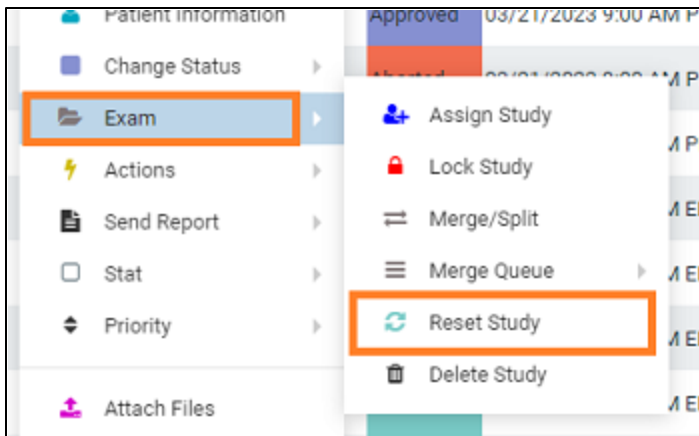 Patient Information
Approved 03/21/2023 9:00 AM P
Change Status
Exam
Actions
Send Report
Stat
Priority
Attach Files
Assign Study
Lock Study
Merge/Split
Merge Queue
Reset Study
Delete Study
M P
M P
M E
M E
M E
M E